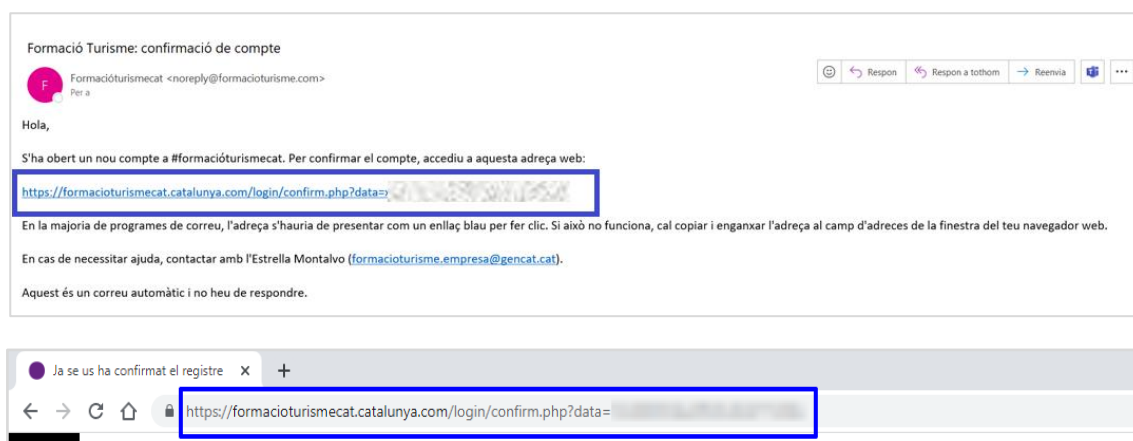 Formació Turisme: confirmació de compte
F
Formacióturismecat <noreply@formacioturisme.com>
Per a
Respon
Respon a tothom
Reenvia
Hola,
S'ha obert un nou compte a #formacióturismecat. Per confirmar el compte, accediu a aquesta adreça web:
https://formacioturismecat.catalunya.com/login/confirm.php?data=
En la majoria de programes de correu, l'adreça s'hauria de presentar com un enllaç blau per fer clic. Si això no funciona, cal copiar i enganxar l'adreça al camp d'adreces de la finestra del teu navegador web.
En cas de necessitar ajuda, contactar amb l'Estrella Montalvo (formacioturisme.empresa@gencat.cat).
Aquest és un correu automàtic i no heu de respondre.
Ja se us ha confirmat el registre
https://formacioturismecat.catalunya.com/login/confirm.php?data=